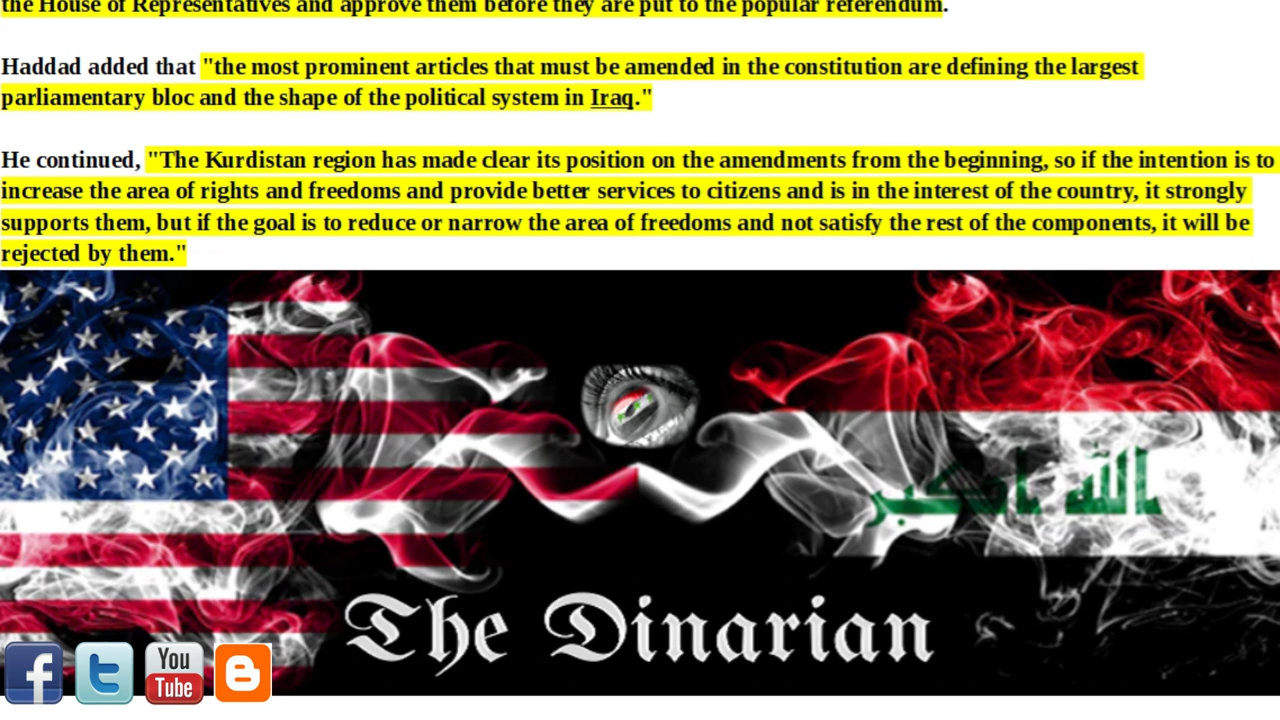 the House of Representatives and approve them before they are put to the popular referendum.
Haddad added that "the most prominent articles that must be amended in the constitution are defining the largest
parliamentary bloc and the shape of the political system in Iraq."
He continued, "The Kurdistan region has made clear its position on the amendments from the beginning, so if the intention is to
increase the area of rights and freedoms and provide better services to citizens and is in the interest of the country, it strongly
supports them, but if the goal is to reduce or narrow the area of freedoms and not satisfy the rest of the components, it will be
rejected by them."
الله اكبر
The Dinarian
You
Tube